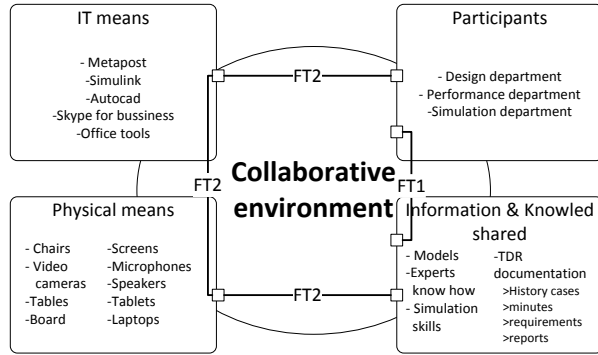 IT means
- Metapost
- Simulink
- Autocad
-Skype for bussiness
-Office tools
Participants
- Design department
- Performance department
-Simulation department
FT2
FT2
Collaborative
environment
FT1
FT2
Physical means
- Chairs
- Video
cameras
-Tables
- Board
-Screens
-Microphones
-Speakers
-Tablets
-Laptops
Information & Knowled
shared
- Models
-Experts
know how
- Simulation
skills
-TDR
documentation
>History cases
>minutes
>requirements
>reports